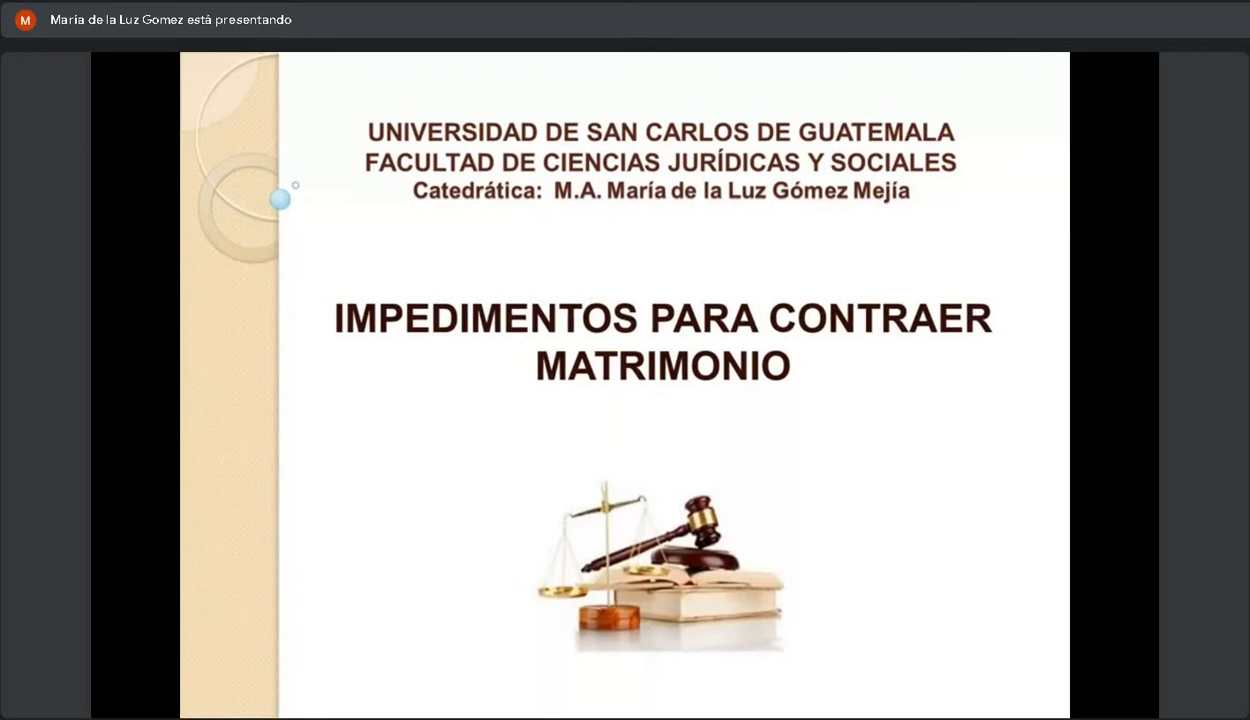 M
Maria de la Luz Gomez está presentando
UNIVERSIDAD DE SAN CARLOS DE GUATEMALA
FACULTAD DE CIENCIAS JURÍDICAS Y SOCIALES
Catedrática: M.A. María de la Luz Gómez Mejía
IMPEDIMENTOS PARA CONTRAER
MATRIMONIO